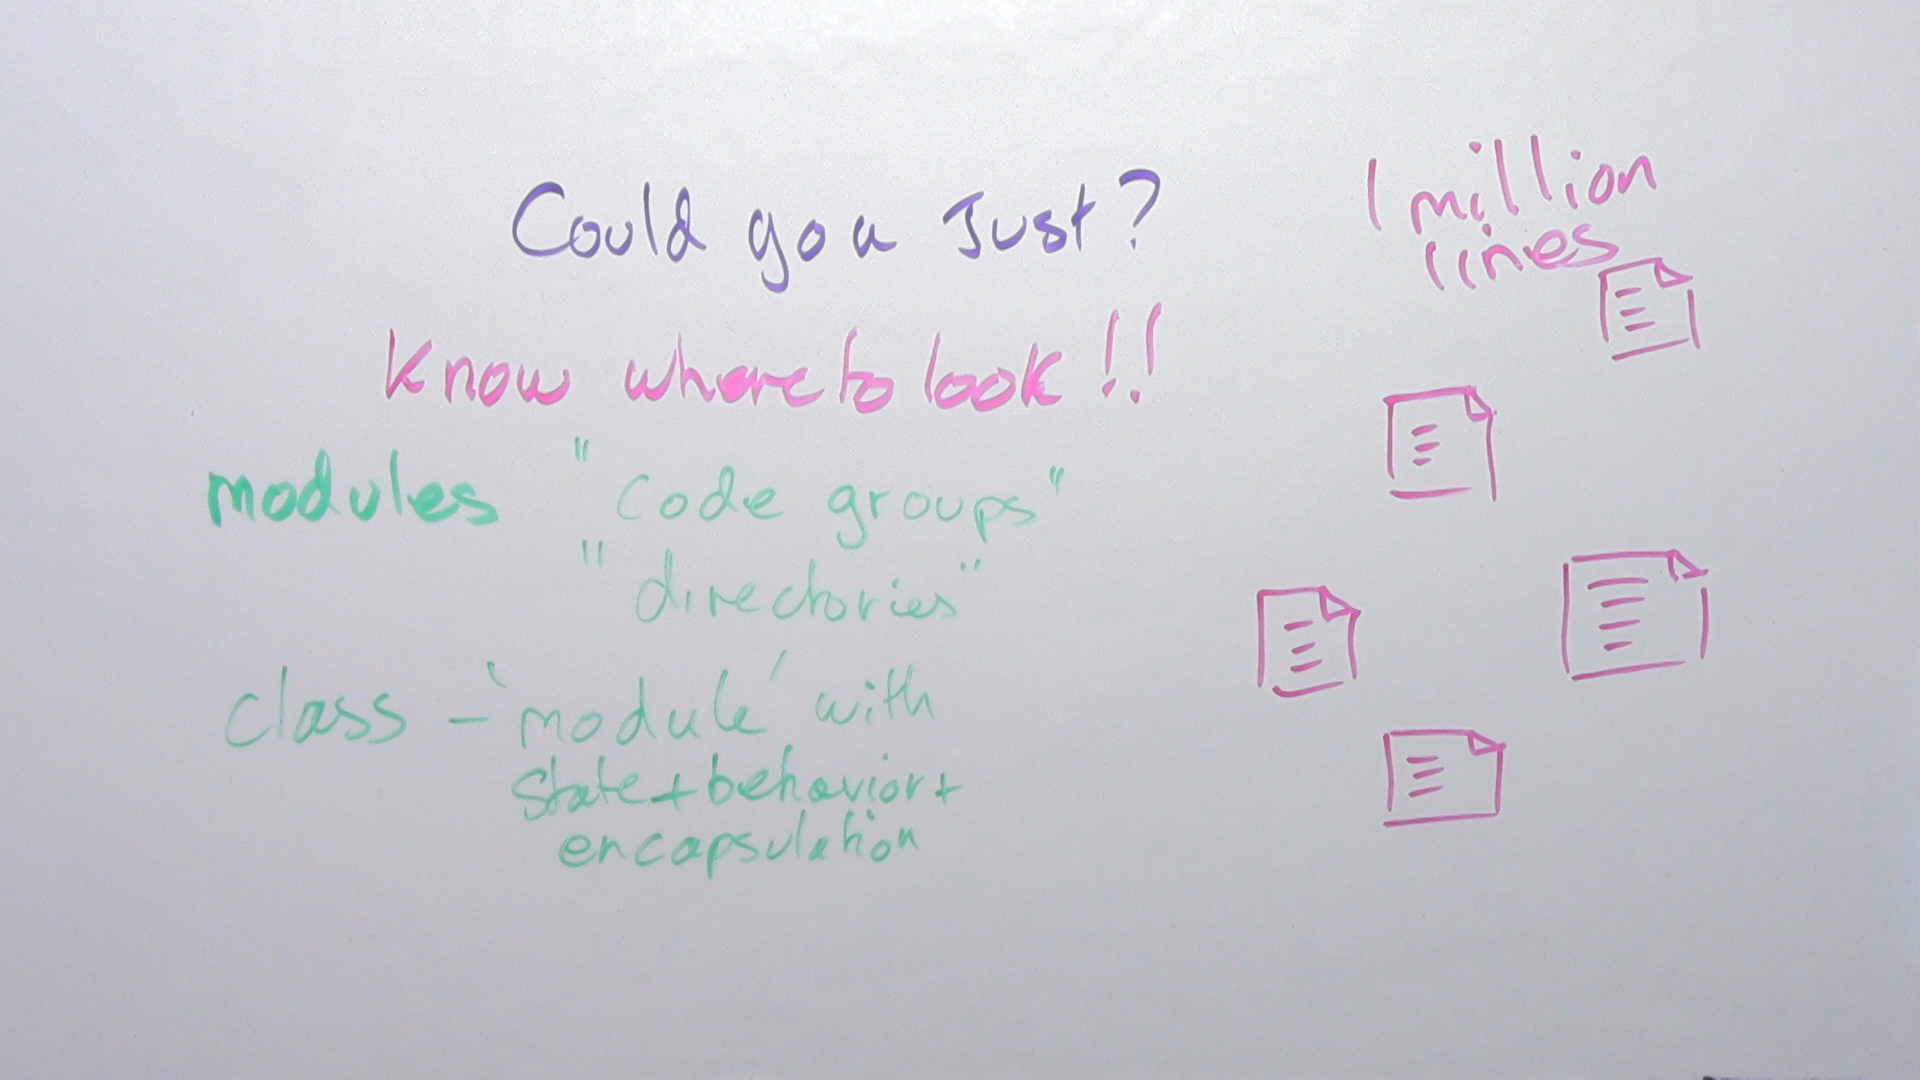 Could you Just?
Know where to look!!
modules "code groups"
"directories"
class - 'module' with
state + behavior +
encapsulation
1 million
lines